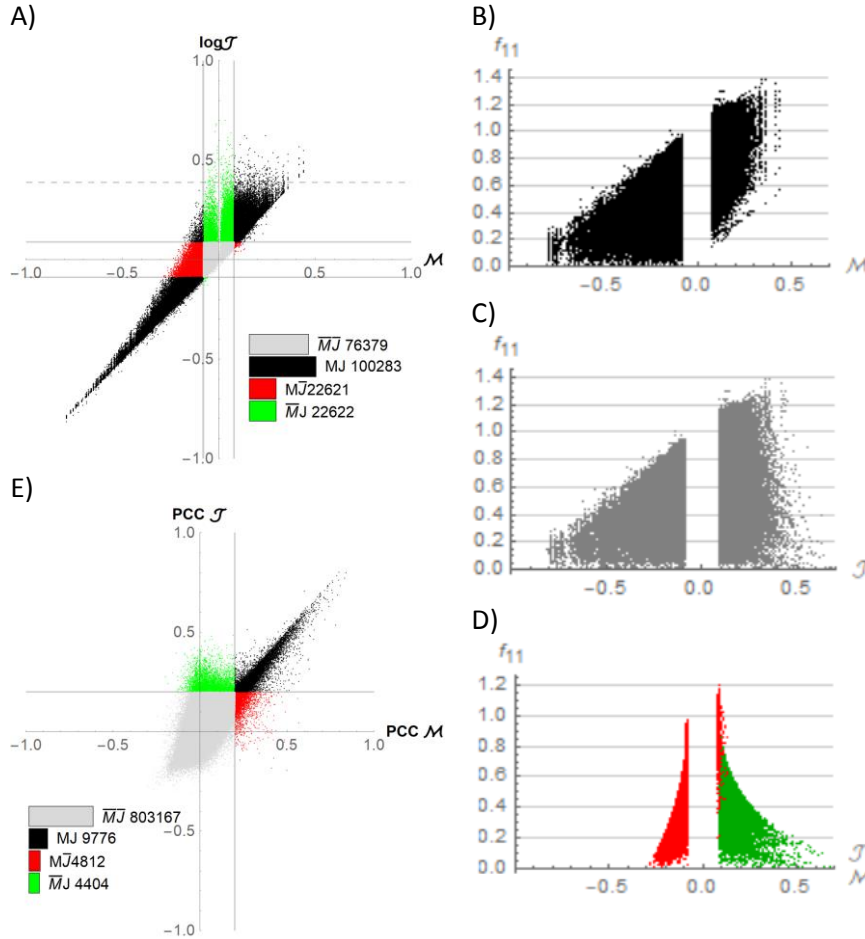 A)
log𝒥
1.0
0.5
−1.0
−0.5
0.5
1.0
ℳ
−0.5
−1.0
M̅J̅ 76379
MJ 100283
MJ̅22621
M̅J 22622
B)
f11
1.4
1.2
1.0
0.8
0.6
0.4
0.2
0.0
−0.5
0.0
0.5
ℳ
C)
f11
1.4
1.2
1.0
0.8
0.6
0.4
0.2
0.0
−0.5
0.0
0.5
𝒥
D)
f11
1.2
1.0
0.8
0.6
0.4
0.2
0.0
−0.5
0.0
0.5
𝒥
ℳ
E)
PCC 𝒥
1.0
0.5
−1.0
−0.5
0.5
1.0
PCC ℳ
−0.5
−1.0
M̅J̅ 803167
MJ 9776
MJ̅4812
M̅J 4404